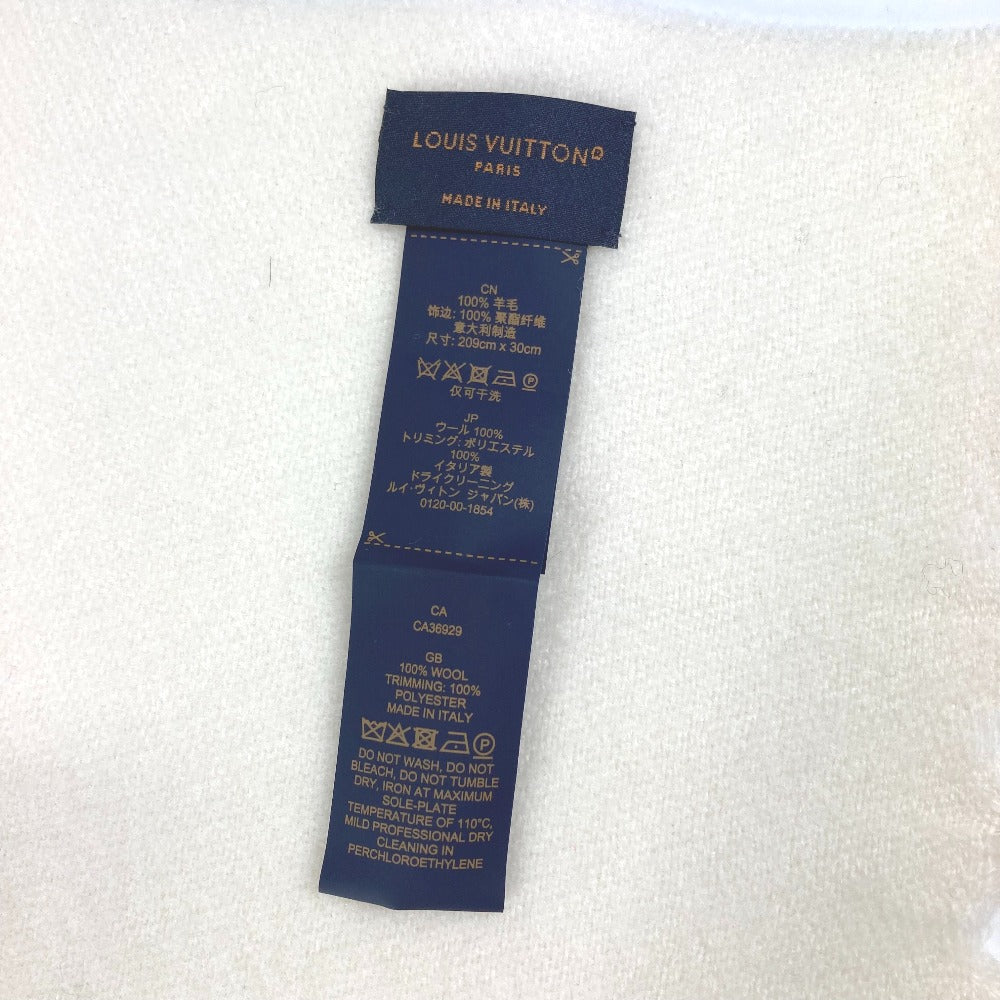 LOUIS VUITTON®
PARIS
MADE IN ITALY
CN
100% 羊毛
饰边: 100% 聚酯纤维
意大利制造
尺寸: 209cm x 30cm
P
仅可干洗
JP
ウール 100%
トリミング: ポリエステル
100%
イタリア製
ドライクリーニング
ルイ･ヴィトン ジャパン(株)
0120-00-1854
CA
CA36929
GB
100% WOOL
TRIMMING: 100%
POLYESTER
MADE IN ITALY
P
DO NOT WASH, DO NOT
BLEACH, DO NOT TUMBLE
DRY, IRON AT MAXIMUM
SOLE-PLATE
TEMPERATURE OF 110°C,
MILD PROFESSIONAL DRY
CLEANING IN
PERCHLOROETHYLENE